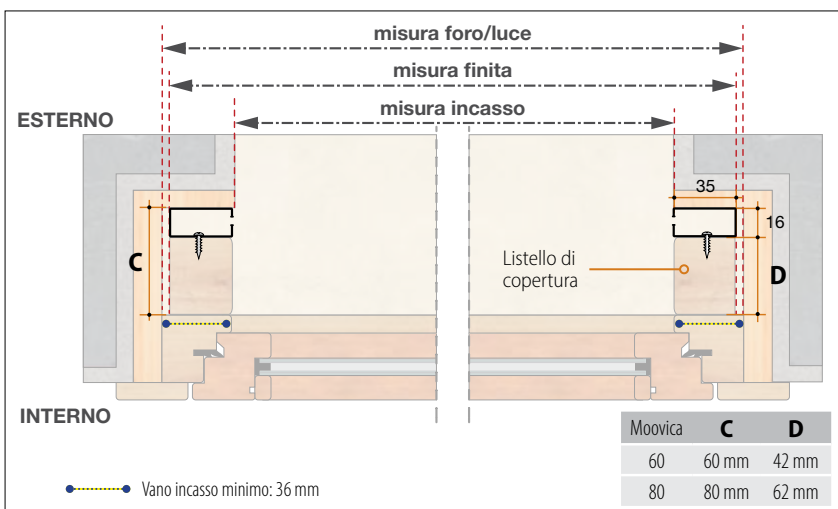 misura foro/luce
misura finita
misura incasso
ESTERNO
35
16
C
Listello di
copertura
D
INTERNO
Moovica C D
60 60 mm 42 mm
80 80 mm 62 mm
Vano incasso minimo: 36 mm